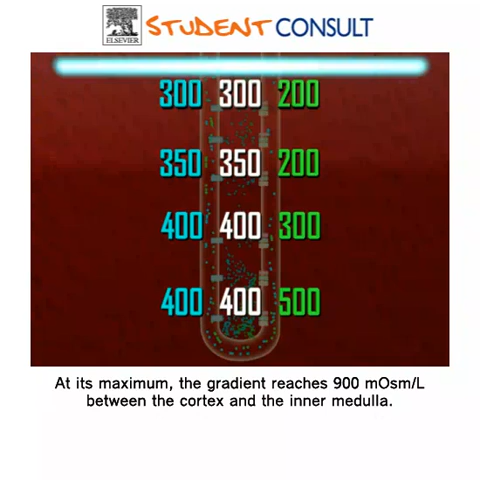 ELSEVIER
STUDENT CONSULT
300 300 200
350 350 200
400 400 300
400 400 500
At its maximum, the gradient reaches 900 mOsm/L
between the cortex and the inner medulla.